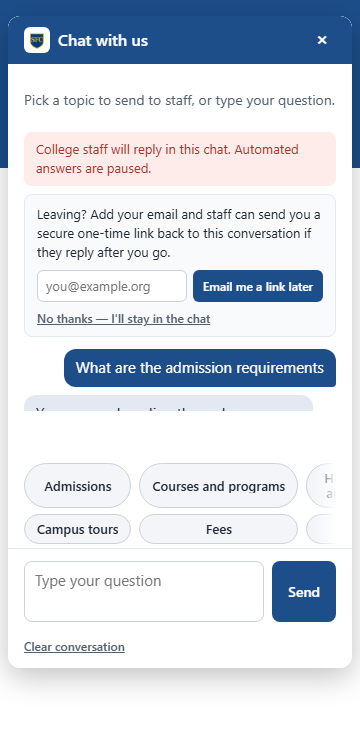 SFC
Chat with us
×
Pick a topic to send to staff, or type your question.
College staff will reply in this chat. Automated
answers are paused.
Leaving? Add your email and staff can send you a
secure one-time link back to this conversation if
they reply after you go.
you@example.org
Email me a link later
No thanks — I'll stay in the chat
What are the admission requirements
Admissions
Courses and programs
Campus tours
Fees
Type your question
Send
Clear conversation